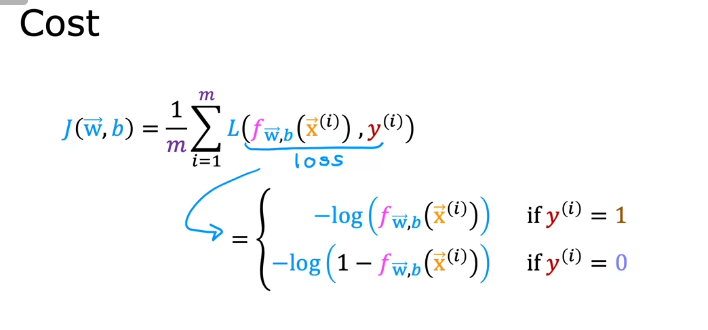 Cost
J(w⃗, b) = 1/m ∑_{i=1}^{m} L(f_{w⃗,b}(x⃗^{(i)}), y^{(i)})
loss
= { −log(f_{w⃗,b}(x⃗^{(i)})) if y^{(i)} = 1
−log(1 − f_{w⃗,b}(x⃗^{(i)})) if y^{(i)} = 0